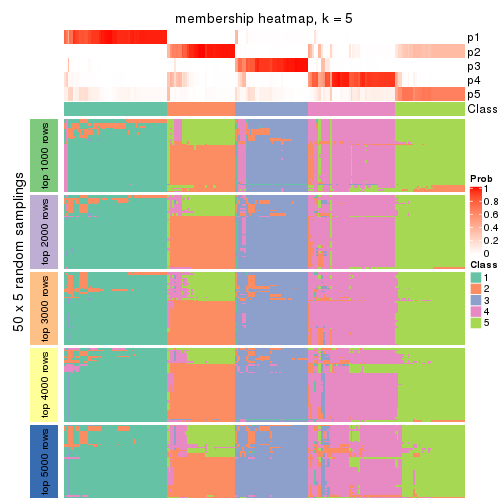 membership heatmap, k = 5
p1
p2
p3
p4
p5
Class
50 x 5 random samplings
top 1000 rows
top 2000 rows
top 3000 rows
top 4000 rows
top 5000 rows
Prob
1
0.8
0.6
0.4
0.2
0
Class
1
2
3
4
5